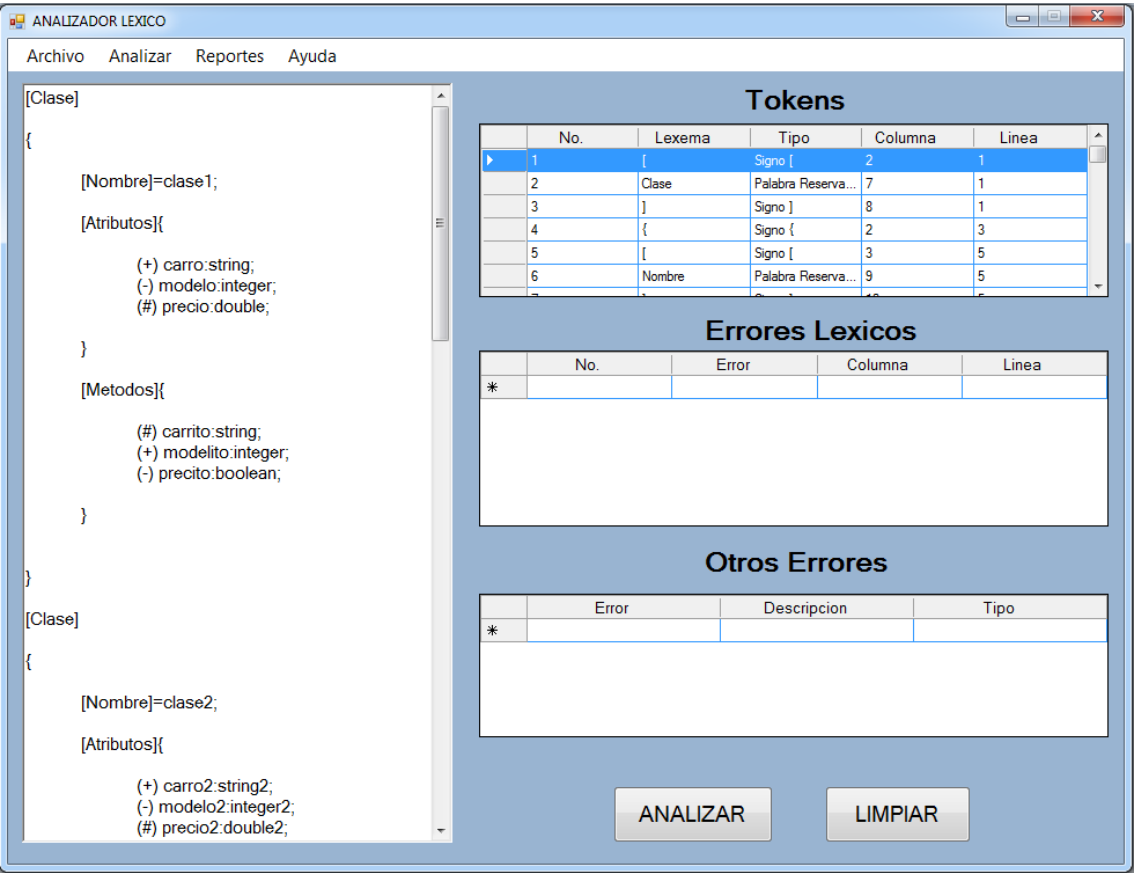 ANALIZADOR LEXICO
Archivo Analizar Reportes Ayuda
[Clase]
{
[Nombre]=clase1;
[Atributos]{
(+) carro:string;
(-) modelo:integer;
(#) precio:double;
}
[Metodos]{
(#) carrito:string;
(+) modelito:integer;
(-) precito:boolean;
}
}
[Clase]
{
[Nombre]=clase2;
[Atributos]{
(+) carro2:string2;
(-) modelo2:integer2;
(#) precio2:double2;
Tokens
No. Lexema Tipo Columna Linea
1 [ Signo [ 2 1
2 Clase Palabra Reserva... 7 1
3 ] Signo ] 8 1
4 { Signo { 2 3
5 [ Signo [ 3 5
6 Nombre Palabra Reserva... 9 5
Errores Lexicos
No. Error Columna Linea
*
Otros Errores
Error Descripcion Tipo
*
ANALIZAR LIMPIAR